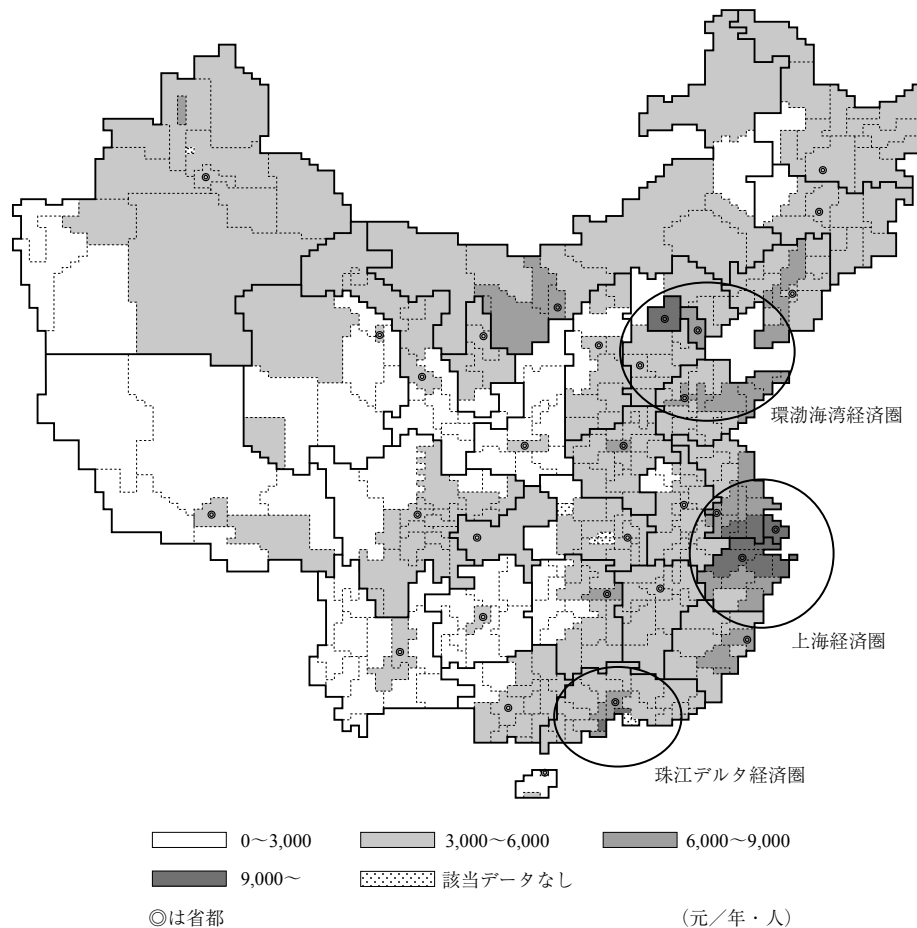 環渤海湾経済圏
上海経済圏
珠江デルタ経済圏
0〜3,000
3,000〜6,000
6,000〜9,000
9,000〜
該当データなし
◎は省都
(元／年・人)